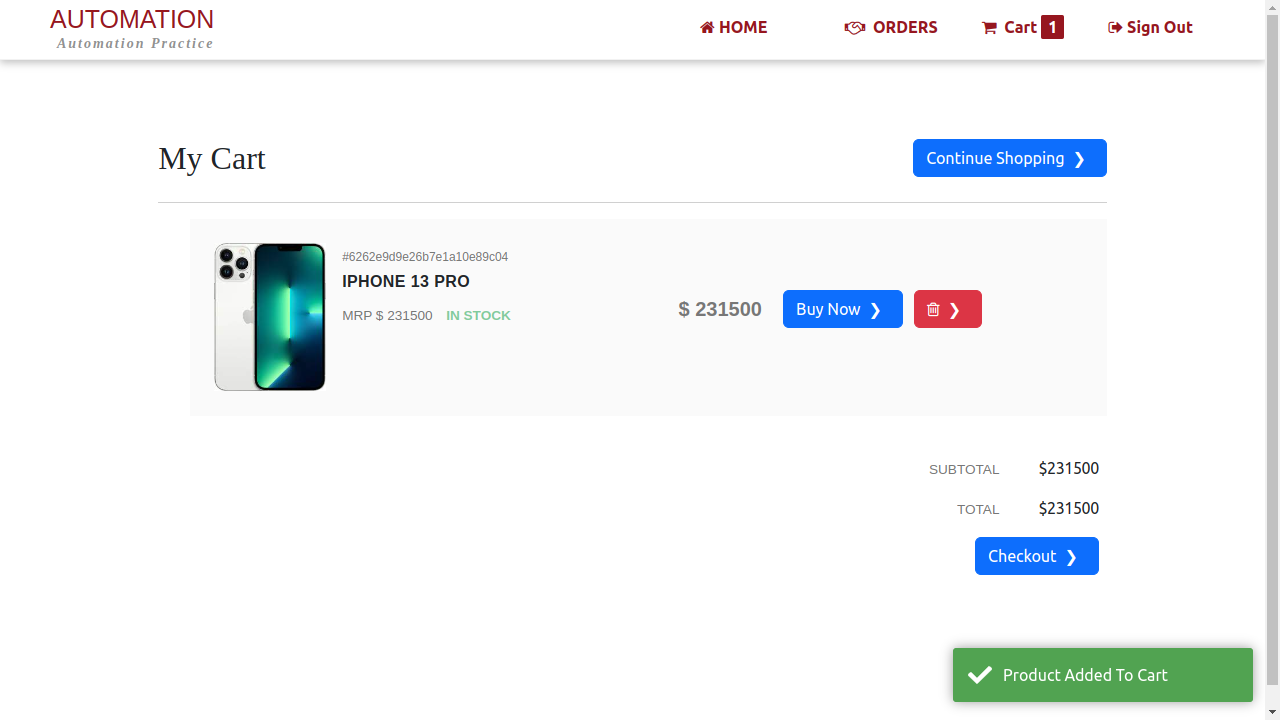 AUTOMATION
Automation Practice
HOME
ORDERS
Cart 1
Sign Out
My Cart
Continue Shopping ❯
#6262e9d9e26b7e1a10e89c04
IPHONE 13 PRO
MRP $ 231500 IN STOCK
$ 231500
Buy Now ❯
❯
SUBTOTAL $231500
TOTAL $231500
Checkout ❯
Product Added To Cart